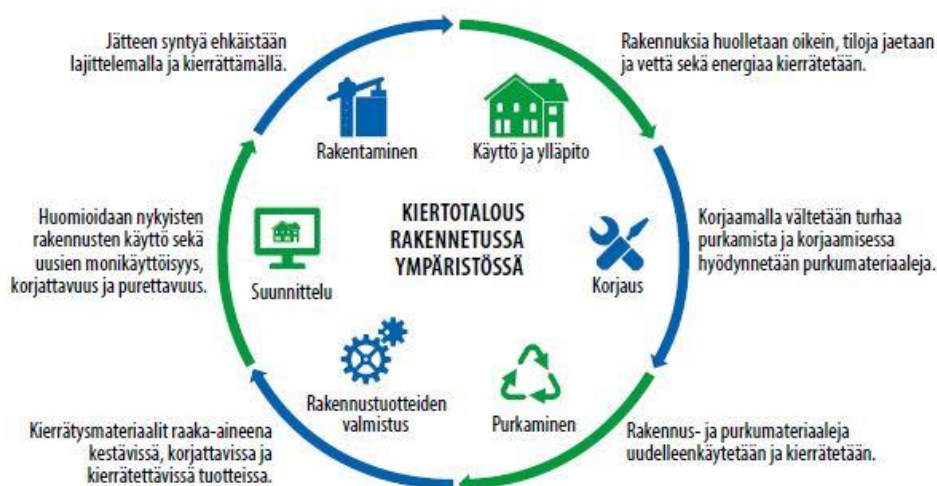 Jätteen syntyä ehkäistään
lajittelemalla ja kierrättämällä.
Rakennuksia huolletaan oikein, tiloja jaetaan
ja vettä sekä energiaa kierrätetään.
Rakentaminen
Käyttö ja ylläpito
Huomioidaan nykyisten
rakennusten käyttö sekä
uusien monikäyttöisyys,
korjattavuus ja purettavuus.
Suunnittelu
KIERTOTALOUS
RAKENNETUSSA
YMPÄRISTÖSSÄ
Korjaus
Korjaamalla vältetään turhaa
purkamista ja korjaamisessa
hyödynnetään purkumateriaaleja.
Rakennustuotteiden
valmistus
Purkaminen
Kierrätysmateriaalit raaka-aineena
kestävissä, korjattavissa ja
kierrätettävissä tuotteissa.
Rakennus- ja purkumateriaaleja
uudelleenkäytetään ja kierrätetään.